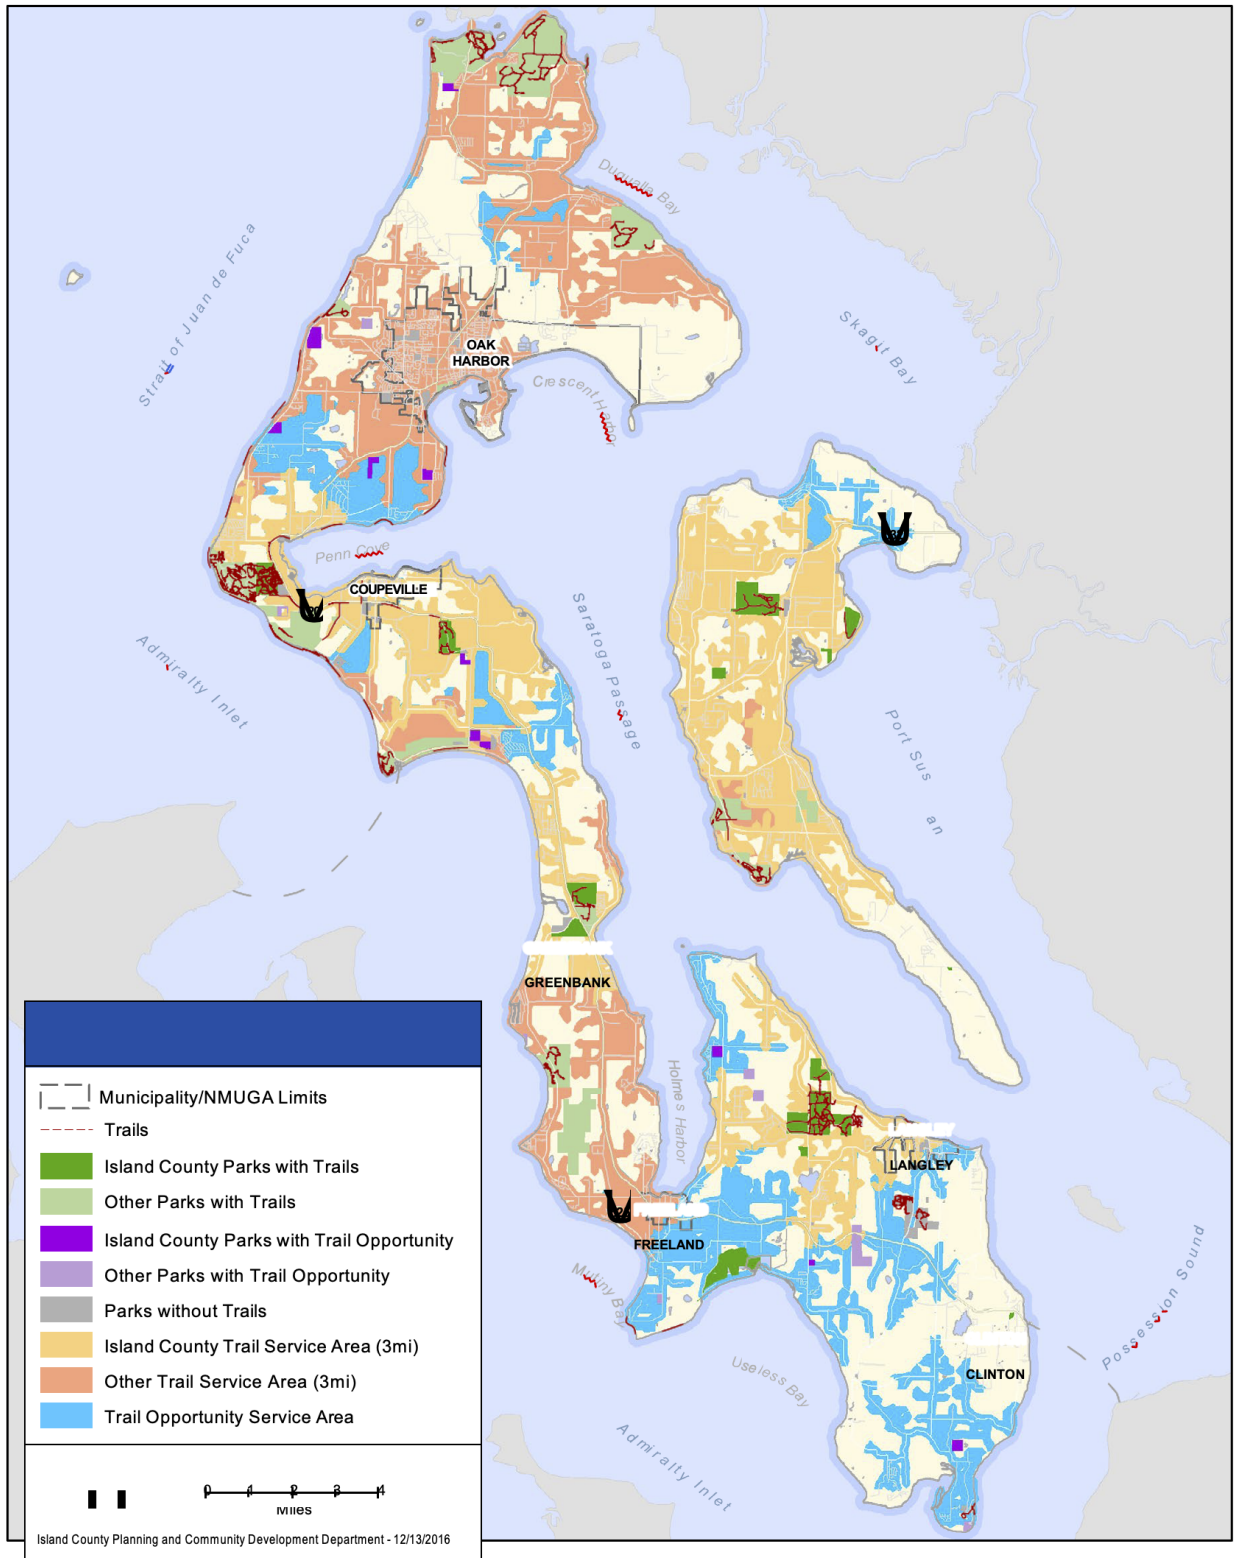 Duqualla Bay
Strait of Juan de Fuca
Skagit Bay
OAK
HARBOR
Crescent Harbor
Penn Cove
COUPEVILLE
Saratoga Passage
Admiralty Inlet
Port Sus an
GREENBANK
Holmes Harbor
LANGLEY
FREELAND
Mutiny Bay
Useless Bay
CLINTON
Possession Sound
Admiralty Inlet
Municipality/NMUGA Limits
Trails
Island County Parks with Trails
Other Parks with Trails
Island County Parks with Trail Opportunity
Other Parks with Trail Opportunity
Parks without Trails
Island County Trail Service Area (3mi)
Other Trail Service Area (3mi)
Trail Opportunity Service Area
0 1 2 3 4
Miles
Island County Planning and Community Development Department - 12/13/2016